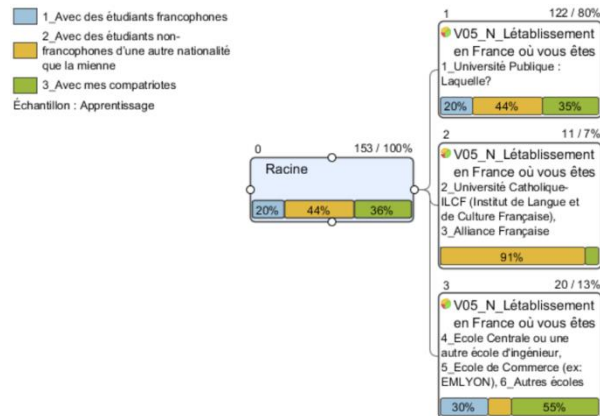 1_Avec des étudiants francophones
2_Avec des étudiants non-
francophones d'une autre nationalité
que la mienne
3_Avec mes compatriotes
Échantillon : Apprentissage
0 153 / 100%
Racine
20% 44% 36%
1 122 / 80%
V05_N_Létablissement
en France où vous êtes
1_Université Publique :
Laquelle?
20% 44% 35%
2 11 / 7%
V05_N_Létablissement
en France où vous êtes
2_Université Catholique-
ILCF (Institut de Langue et
de Culture Française),
3_Alliance Française
91%
3 20 / 13%
V05_N_Létablissement
en France où vous êtes
4_Ecole Centrale ou une
autre école d'ingénieur,
5_Ecole de Commerce (ex:
EMLYON), 6_Autres écoles
30% 55%